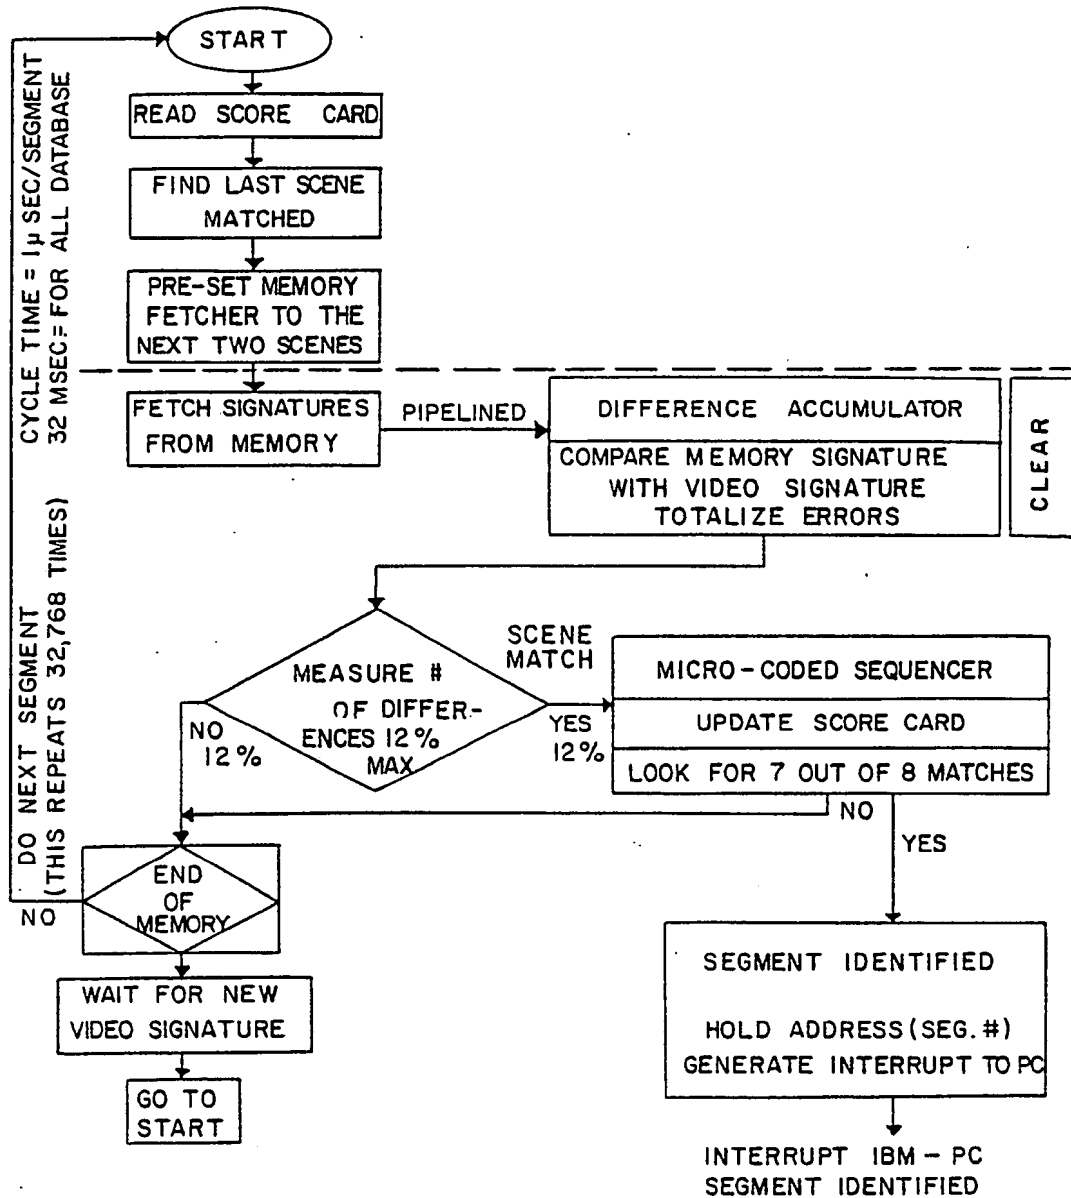 START
READ SCORE CARD
FIND LAST SCENE
MATCHED
PRE-SET MEMORY
FETCHER TO THE
NEXT TWO SCENES
CYCLE TIME = 1μ SEC/SEGMENT
32 MSEC = FOR ALL DATABASE
FETCH SIGNATURES
FROM MEMORY
PIPELINED
DIFFERENCE ACCUMULATOR
COMPARE MEMORY SIGNATURE
WITH VIDEO SIGNATURE
TOTALIZE ERRORS
CLEAR
DO NEXT SEGMENT
(THIS REPEATS 32,768 TIMES)
MEASURE #
OF DIFFER-
ENCES 12%
MAX
SCENE
MATCH
YES
12%
NO
12%
MICRO-CODED SEQUENCER
UPDATE SCORE CARD
LOOK FOR 7 OUT OF 8 MATCHES
NO
YES
END
OF
MEMORY
NO
WAIT FOR NEW
VIDEO SIGNATURE
GO TO
START
SEGMENT IDENTIFIED
HOLD ADDRESS (SEG. #)
GENERATE INTERRUPT TO PC
INTERRUPT IBM - PC
SEGMENT IDENTIFIED